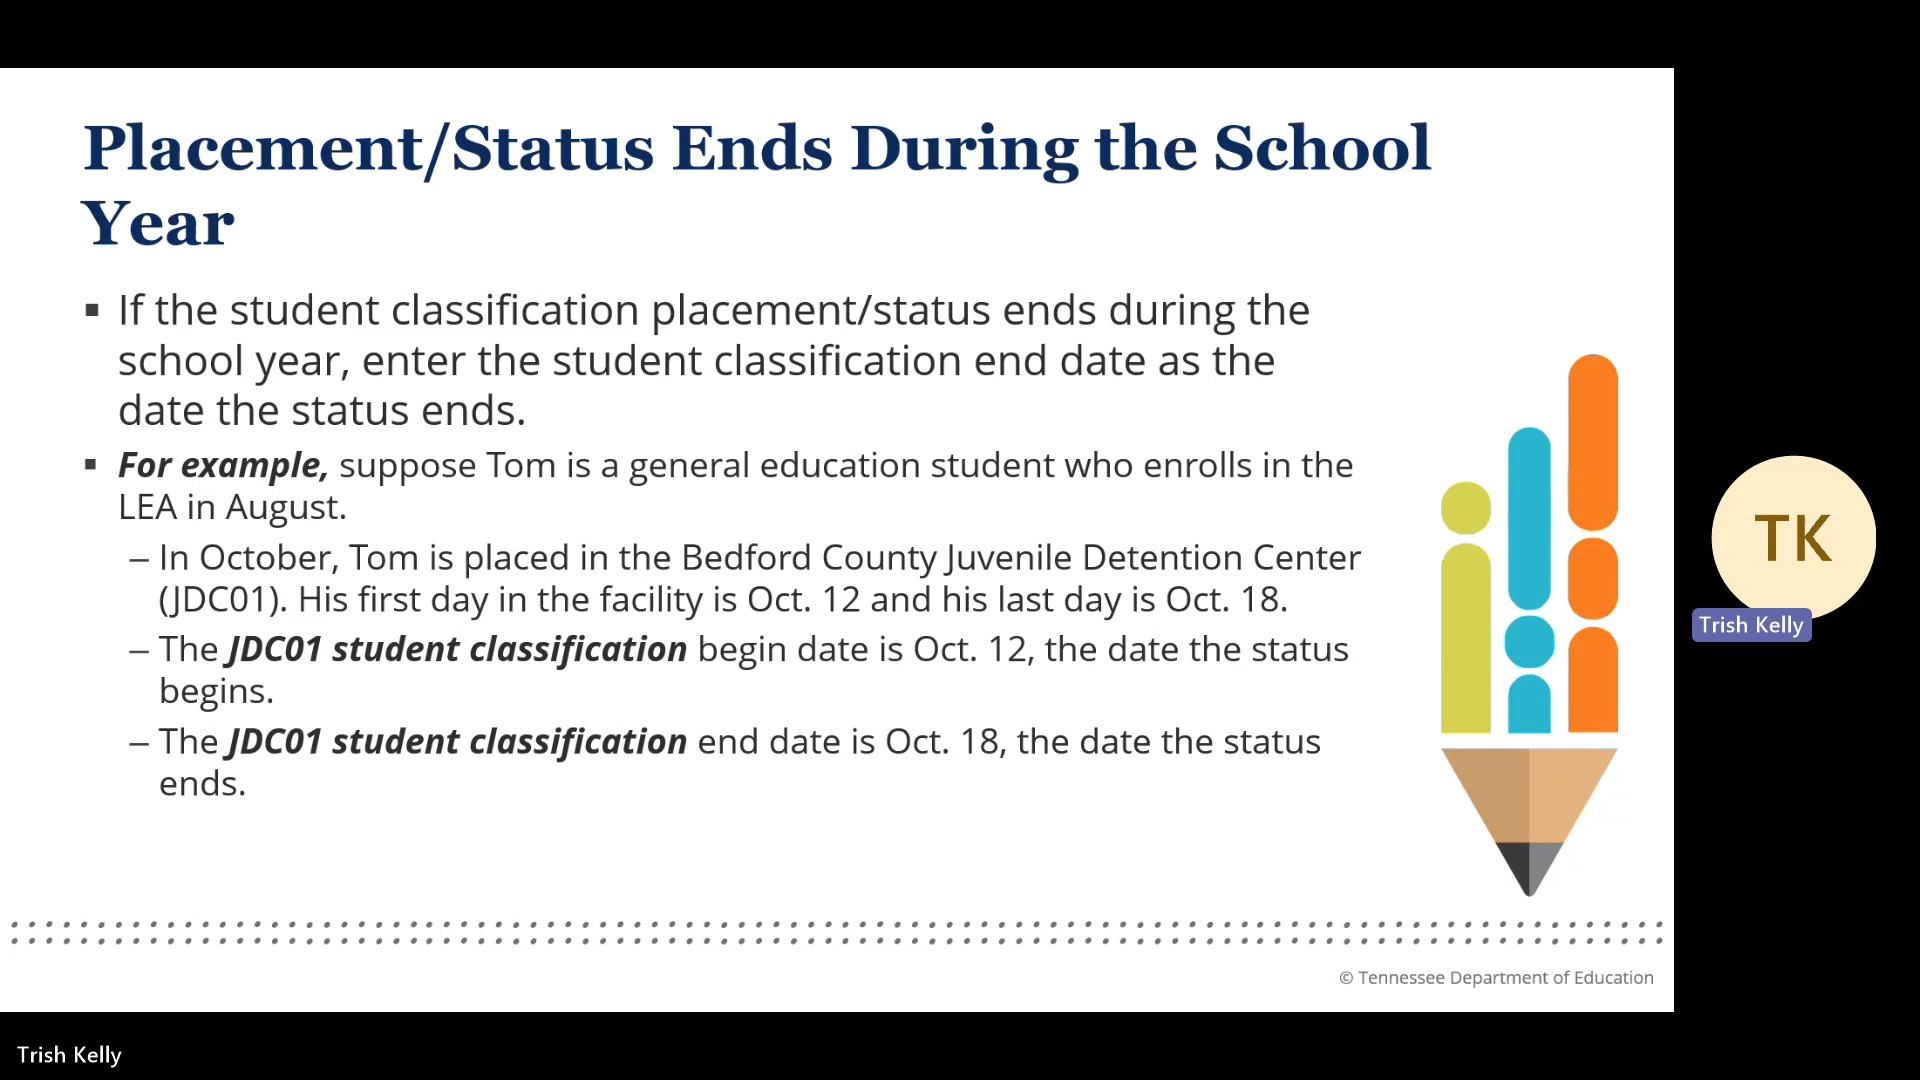 Placement/Status Ends During the School
Year
▪ If the student classification placement/status ends during the
school year, enter the student classification end date as the
date the status ends.
▪ For example, suppose Tom is a general education student who enrolls in the
LEA in August.
– In October, Tom is placed in the Bedford County Juvenile Detention Center
(JDC01). His first day in the facility is Oct. 12 and his last day is Oct. 18.
– The JDC01 student classification begin date is Oct. 12, the date the status
begins.
– The JDC01 student classification end date is Oct. 18, the date the status
ends.
© Tennessee Department of Education
TK
Trish Kelly
Trish Kelly